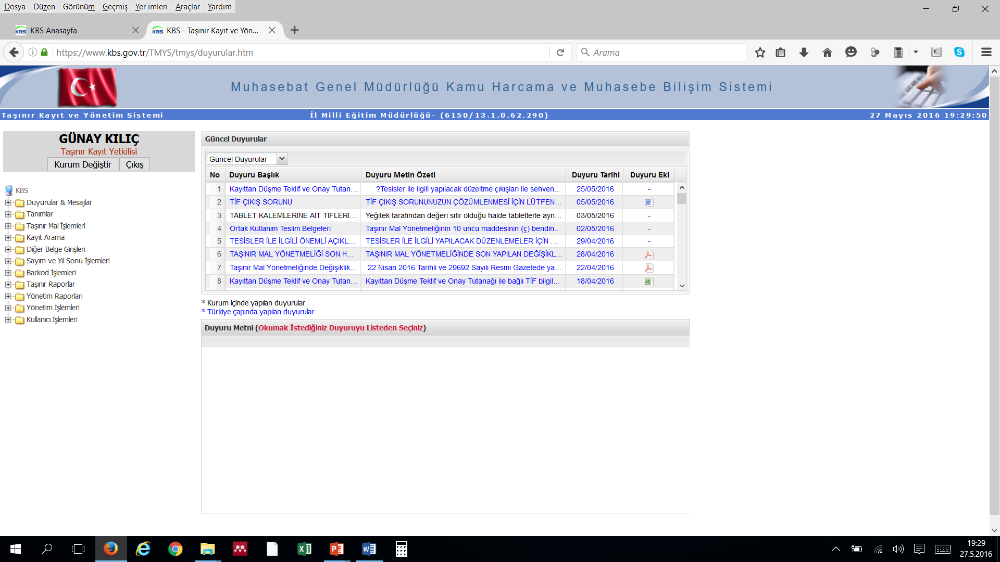 Dosya Düzen Görünüm Geçmiş Yer imleri Araçlar Yardım
KBS Anasayfa
KBS - Taşınır Kayıt ve Yön...
https://www.kbs.gov.tr/TMYS/tmys/duyurular.htm
Arama
Muhasebat Genel Müdürlüğü Kamu Harcama ve Muhasebe Bilişim Sistemi
Taşınır Kayıt ve Yönetim Sistemi
İl Milli Eğitim Müdürlüğü- (6150/13.1.0.62.290)
27 Mayıs 2016 19:29:50
GÜNAY KILIÇ
Taşınır Kayıt Yetkilisi
Kurum Değiştir Çıkış
KBS
Duyurular & Mesajlar
Tanımlar
Taşınır Mal İşlemleri
Kayıt Arama
Diğer Belge Girişleri
Sayım ve Yıl Sonu İşlemleri
Barkod İşlemleri
Taşınır Raporlar
Yönetim Raporları
Yönetim İşlemleri
Kullanıcı İşlemleri
Güncel Duyurular
Güncel Duyurular
No Duyuru Başlık Duyuru Metin Özeti Duyuru Tarihi Duyuru Eki
1 Kayıttan Düşme Teklif ve Onay Tutan... ?Tesisler ile ilgili yapılacak düzeltme çıkışları ile sehven... 25/05/2016 -
2 TİF ÇIKIŞ SORUNU TİF ÇIKIŞ SORUNUNUZUN ÇÖZÜMLENMESİ İÇİN LÜTFEN... 05/05/2016
3 TABLET KALEMLERİNE AİT TİFLERİ... Yeğitek tarafından değeri sıfır olduğu halde tabletlerle ayn... 03/05/2016 -
4 Ortak Kullanım Teslim Belgeleri Taşınır Mal Yönetmeliğinin 10 uncu maddesinin (ç) bendin... 02/05/2016 -
5 TESİSLER İLE İLGİLİ ÖNEMLİ AÇIKL... TESİSLER İLE İLGİLİ YAPILACAK DÜZENLEMELER İÇİN ... 29/04/2016 -
6 TAŞINIR MAL YÖNETMELİĞİ SON H... TAŞINIR MAL YÖNETMELİĞİNDE SON YAPILAN DEĞİŞİKL... 28/04/2016
7 Taşınır Mal Yönetmeliğinde Değişiklik... 22 Nisan 2016 Tarihli ve 29692 Sayılı Resmi Gazetede ya... 22/04/2016
8 Kayıttan Düşme Teklif ve Onay Tutan... Kayıttan Düşme Teklif ve Onay Tutanağı ile bağlı TİF bilgil... 18/04/2016
* Kurum içinde yapılan duyurular
* Türkiye çapında yapılan duyurular
Duyuru Metni (Okumak İstediğiniz Duyuruyu Listeden Seçiniz)
19:29
27.5.2016